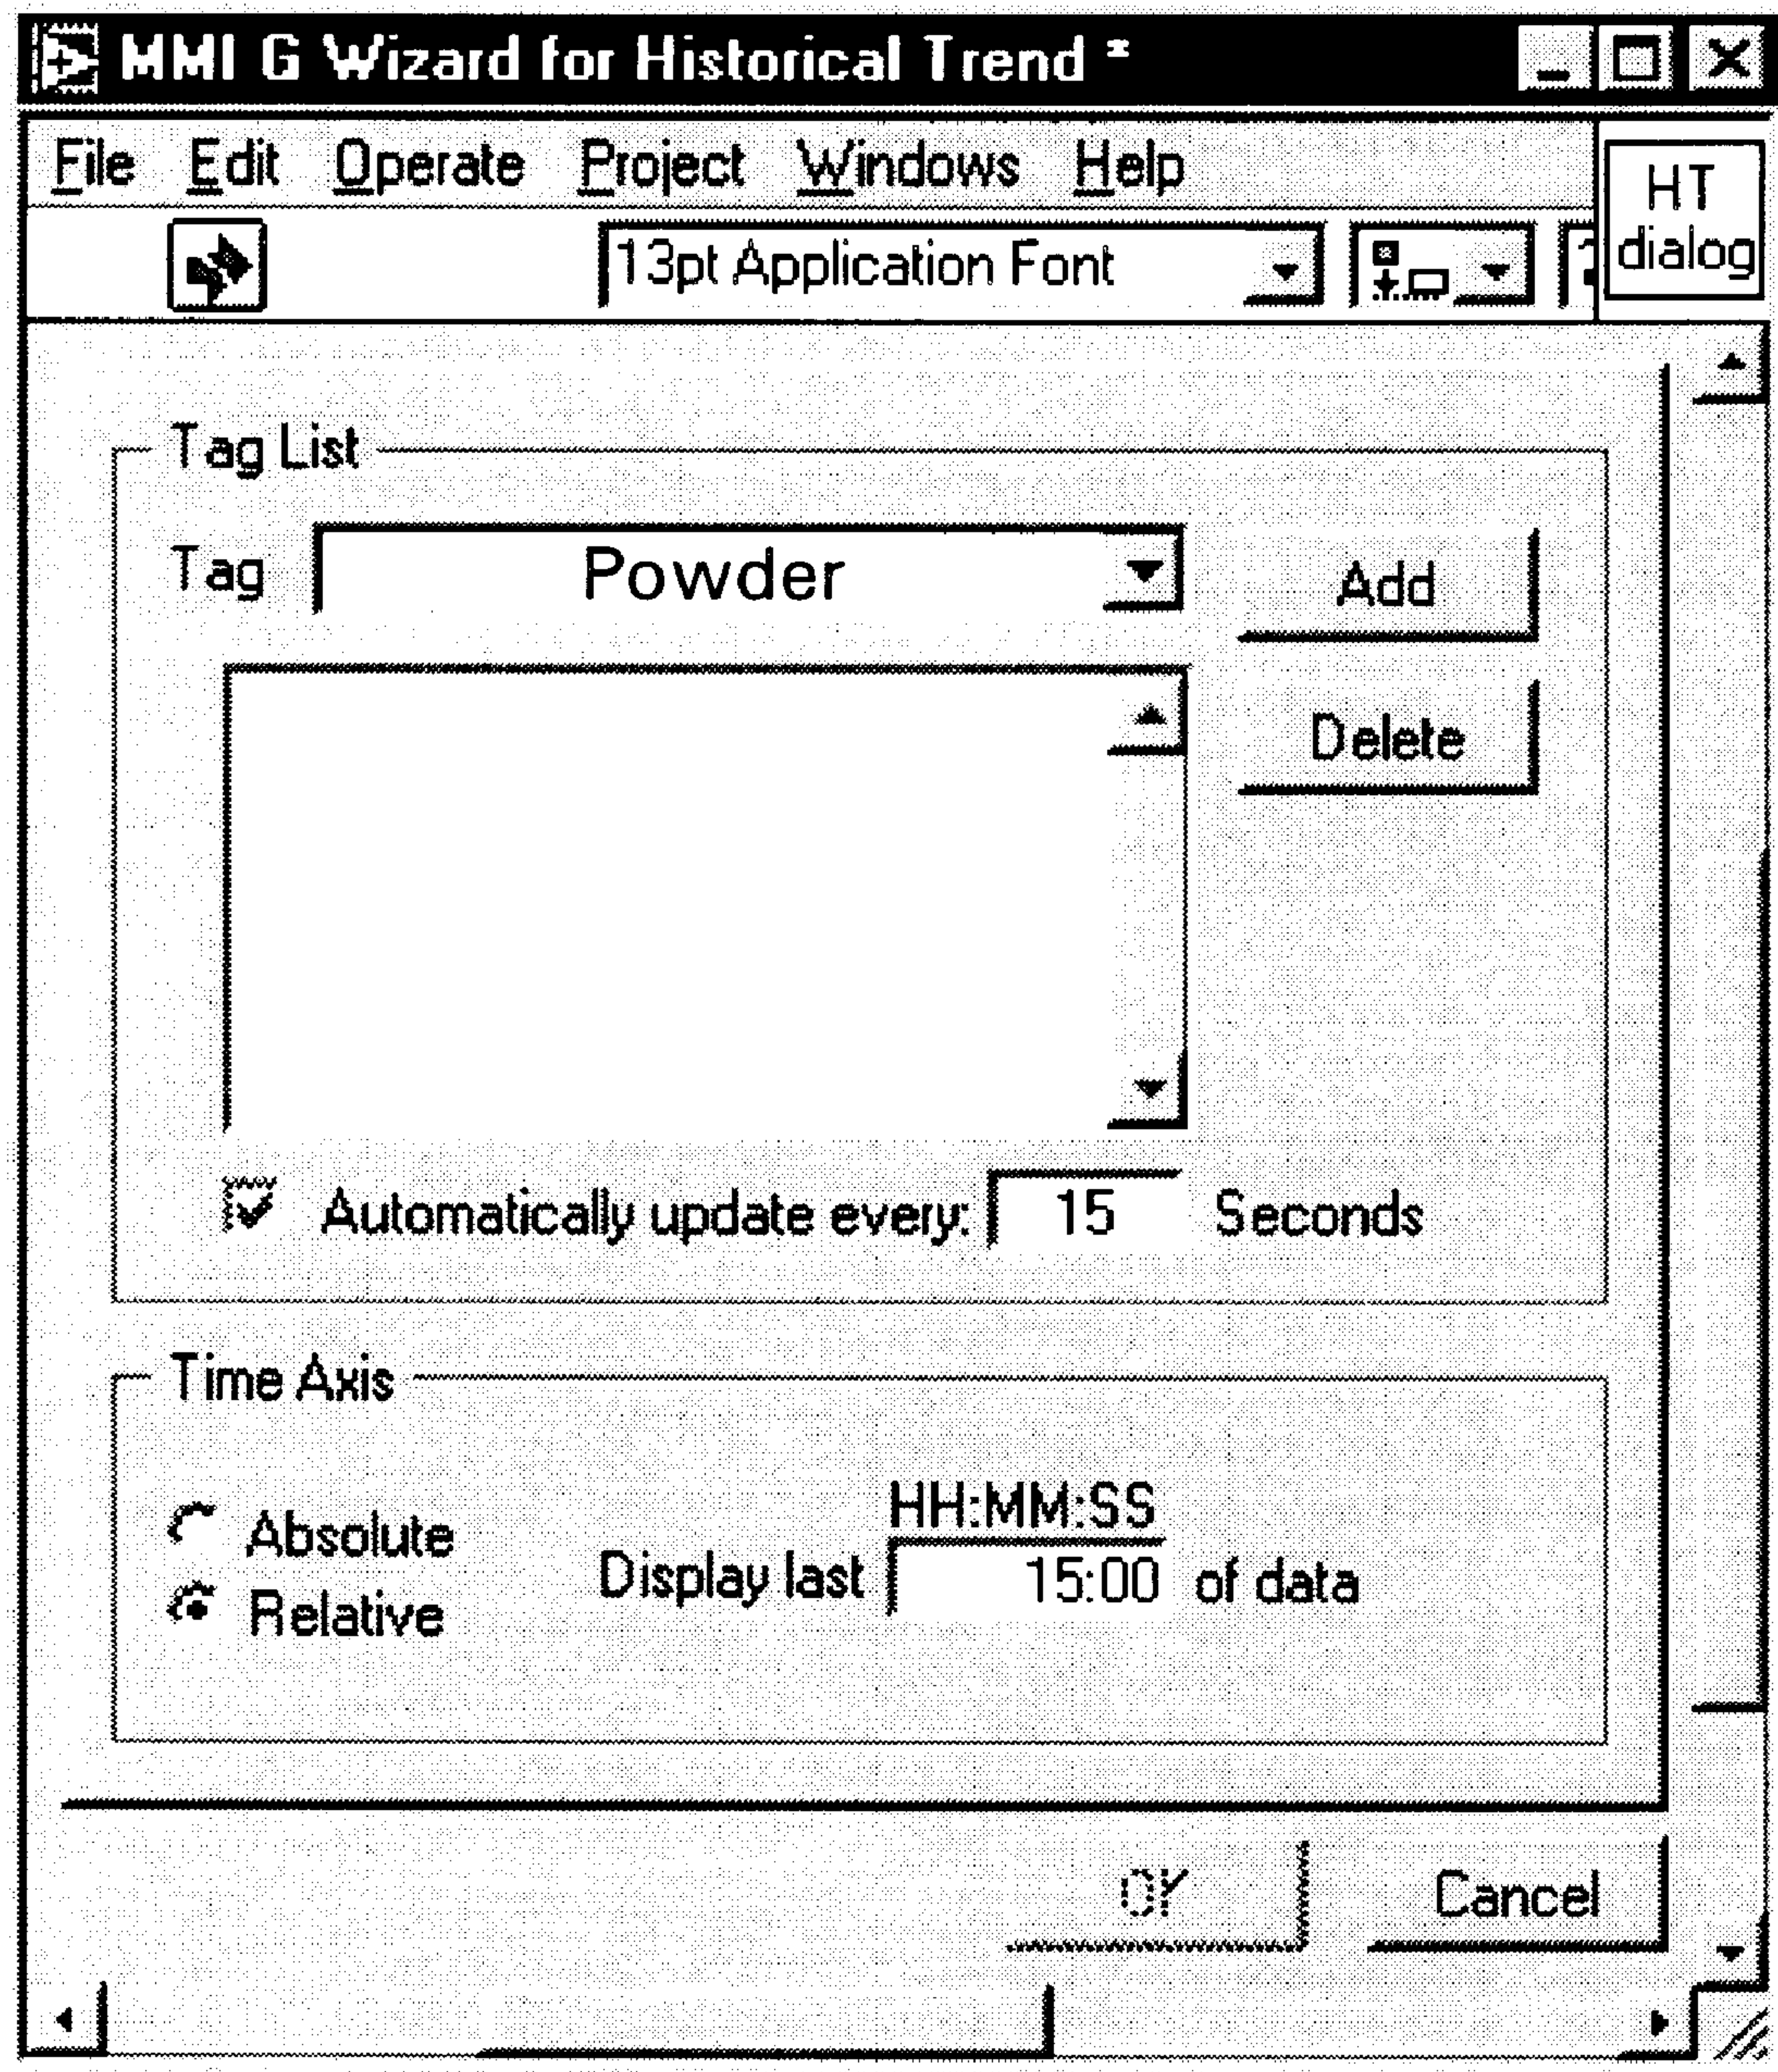 MMI G Wizard for Historical Trend *
File Edit Operate Project Windows Help
HT
dialog
13pt Application Font
Tag List
Tag Powder Add
Delete
Automatically update every: 15 Seconds
Time Axis
HH:MM:SS
Absolute
Display last 15:00 of data
Relative
OK Cancel